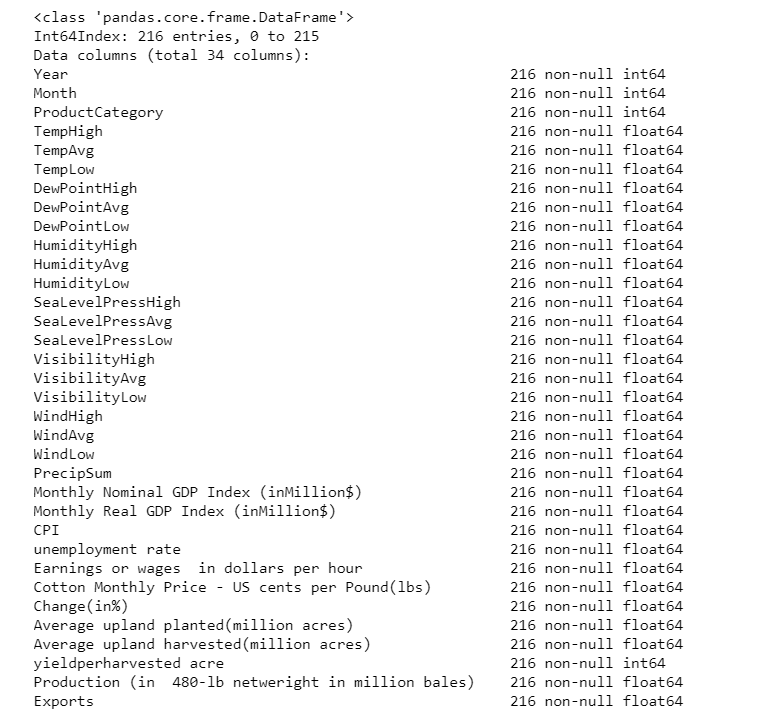 <class 'pandas.core.frame.DataFrame'>
Int64Index: 216 entries, 0 to 215
Data columns (total 34 columns):
Year 216 non-null int64
Month 216 non-null int64
ProductCategory 216 non-null int64
TempHigh 216 non-null float64
TempAvg 216 non-null float64
TempLow 216 non-null float64
DewPointHigh 216 non-null float64
DewPointAvg 216 non-null float64
DewPointLow 216 non-null float64
HumidityHigh 216 non-null float64
HumidityAvg 216 non-null float64
HumidityLow 216 non-null float64
SeaLevelPressHigh 216 non-null float64
SeaLevelPressAvg 216 non-null float64
SeaLevelPressLow 216 non-null float64
VisibilityHigh 216 non-null float64
VisibilityAvg 216 non-null float64
VisibilityLow 216 non-null float64
WindHigh 216 non-null float64
WindAvg 216 non-null float64
WindLow 216 non-null float64
PrecipSum 216 non-null float64
Monthly Nominal GDP Index (inMillion$) 216 non-null float64
Monthly Real GDP Index (inMillion$) 216 non-null float64
CPI 216 non-null float64
unemployment rate 216 non-null float64
Earnings or wages  in dollars per hour 216 non-null float64
Cotton Monthly Price - US cents per Pound(lbs) 216 non-null float64
Change(in%) 216 non-null float64
Average upland planted(million acres) 216 non-null float64
Average upland harvested(million acres) 216 non-null float64
yieldperharvested acre 216 non-null int64
Production (in  480-lb netweright in million bales) 216 non-null float64
Exports 216 non-null float64